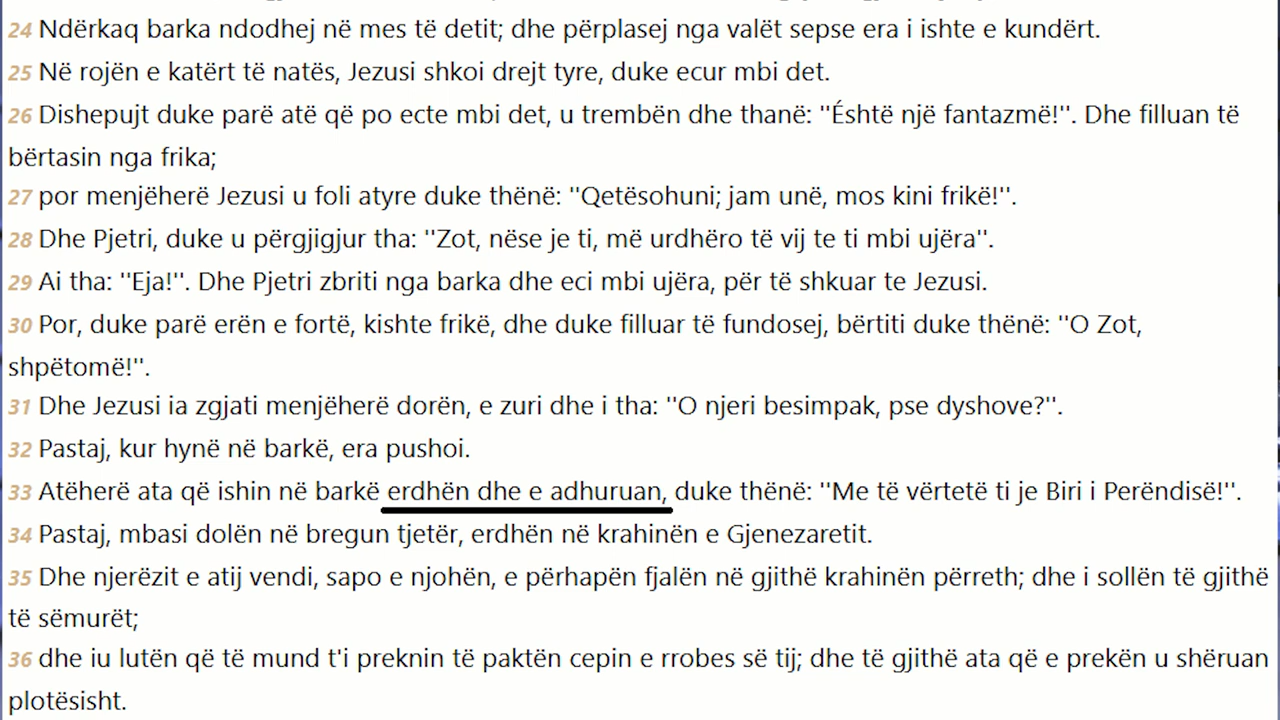 24 Ndërkaq barka ndodhej në mes të detit; dhe përplasej nga valët sepse era i ishte e kundërt.
25 Në rojën e katërt të natës, Jezusi shkoi drejt tyre, duke ecur mbi det.
26 Dishepujt duke parë atë që po ecte mbi det, u trembën dhe thanë: ''Është një fantazmë!''. Dhe filluan të
bërtasin nga frika;
27 por menjëherë Jezusi u foli atyre duke thënë: ''Qetësohuni; jam unë, mos kini frikë!''.
28 Dhe Pjetri, duke u përgjigjur tha: ''Zot, nëse je ti, më urdhëro të vij te ti mbi ujëra''.
29 Ai tha: ''Eja!''. Dhe Pjetri zbriti nga barka dhe eci mbi ujëra, për të shkuar te Jezusi.
30 Por, duke parë erën e fortë, kishte frikë, dhe duke filluar të fundosej, bërtiti duke thënë: ''O Zot,
shpëtomë!''.
31 Dhe Jezusi ia zgjati menjëherë dorën, e zuri dhe i tha: ''O njeri besimpak, pse dyshove?''.
32 Pastaj, kur hynë në barkë, era pushoi.
33 Atëherë ata që ishin në barkë erdhën dhe e adhuruan, duke thënë: ''Me të vërtetë ti je Biri i Perëndisë!''.
34 Pastaj, mbasi dolën në bregun tjetër, erdhën në krahinën e Gjenezaretit.
35 Dhe njerëzit e atij vendi, sapo e njohën, e përhapën fjalën në gjithë krahinën përreth; dhe i sollën të gjithë
të sëmurët;
36 dhe iu lutën që të mund t'i preknin të paktën cepin e rrobes së tij; dhe të gjithë ata që e prekën u shëruan
plotësisht.